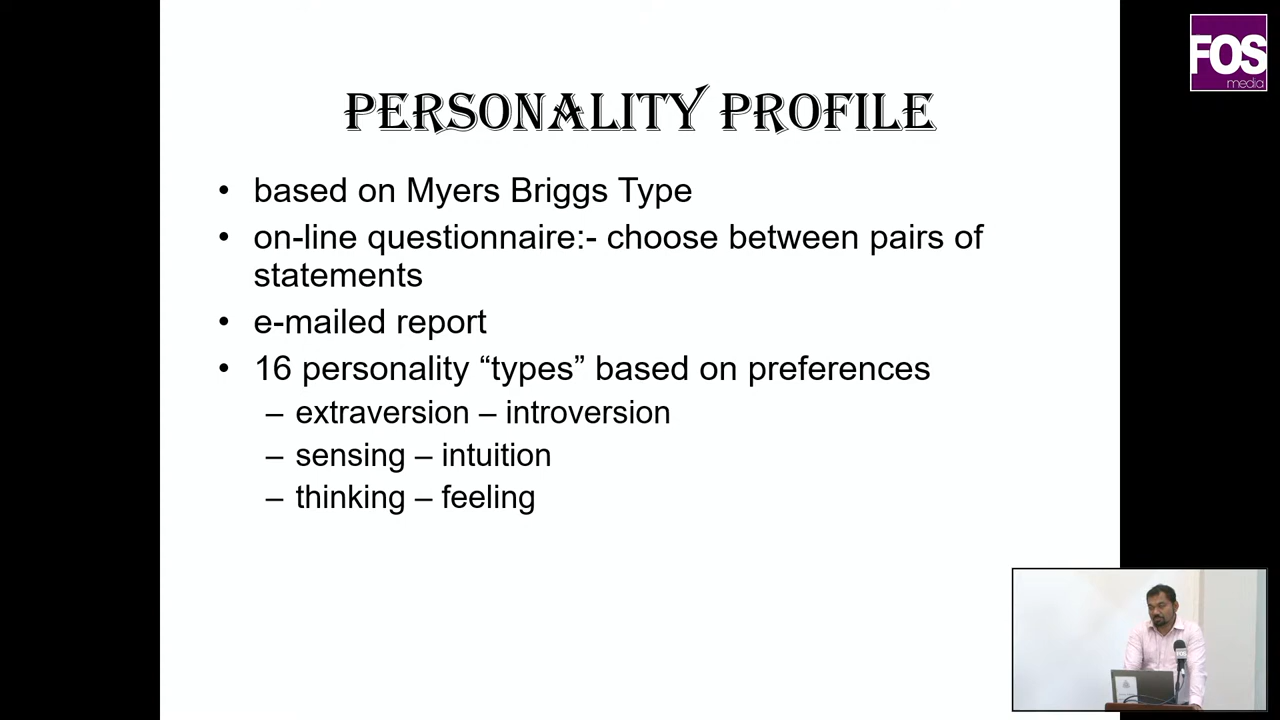 FOS
media
PERSONALITY PROFILE
• based on Myers Briggs Type
• on-line questionnaire:- choose between pairs of
statements
• e-mailed report
• 16 personality “types” based on preferences
– extraversion – introversion
– sensing – intuition
– thinking – feeling
FOS